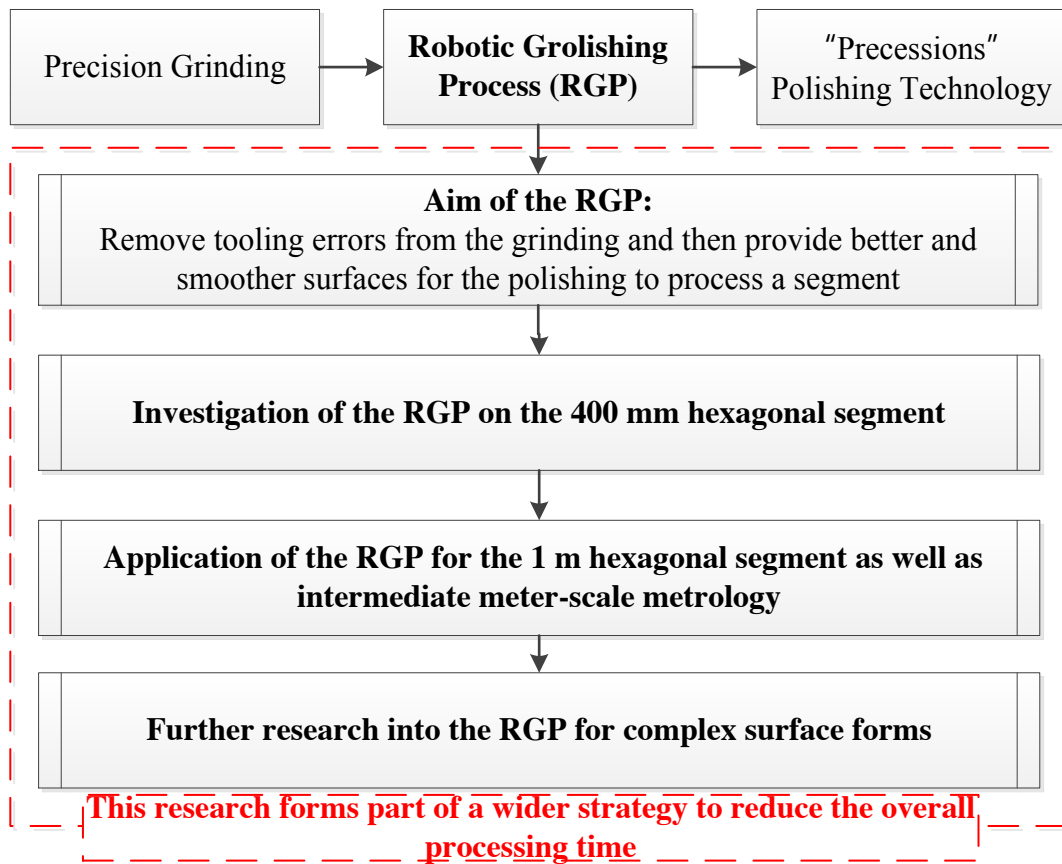 Precision Grinding
Robotic Grolishing
Process (RGP)
"Precessions"
Polishing Technology
Aim of the RGP:
Remove tooling errors from the grinding and then provide better and
smoother surfaces for the polishing to process a segment
Investigation of the RGP on the 400 mm hexagonal segment
Application of the RGP for the 1 m hexagonal segment as well as
intermediate meter-scale metrology
Further research into the RGP for complex surface forms
This research forms part of a wider strategy to reduce the overall
processing time